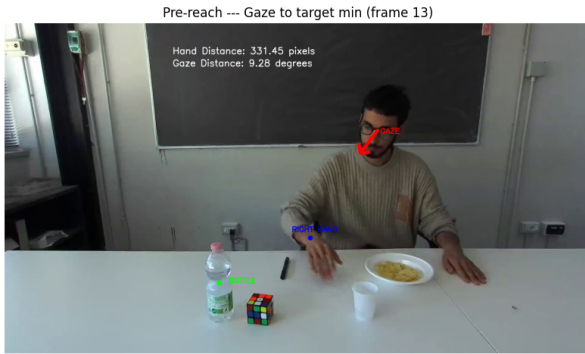 Pre-reach --- Gaze to target min (frame 13)
Hand Distance: 331.45 pixels
Gaze Distance: 9.28 degrees
GAZE
RIGHT HAND
BOTTLE